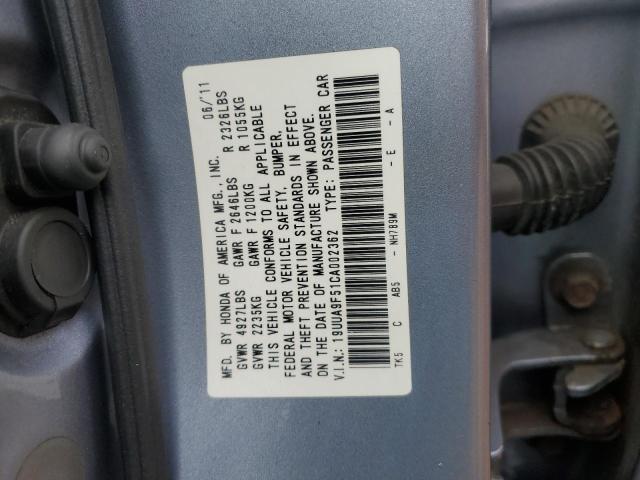 MFD. BY HONDA OF AMERICA MFG., INC. 06/11
GVWR 4927LBS GAWR F 2646LBS R 2326LBS
GVWR 2235KG GAWR F 1200KG R 1055KG
THIS VEHICLE CONFORMS TO ALL APPLICABLE
FEDERAL MOTOR VEHICLE SAFETY, BUMPER,
AND THEFT PREVENTION STANDARDS IN EFFECT
ON THE DATE OF MANUFACTURE SHOWN ABOVE.
V.I.N.: 19UUA9F51CA002362 TYPE: PASSENGER CAR
TK5 C AB5 - NH789M - E - A